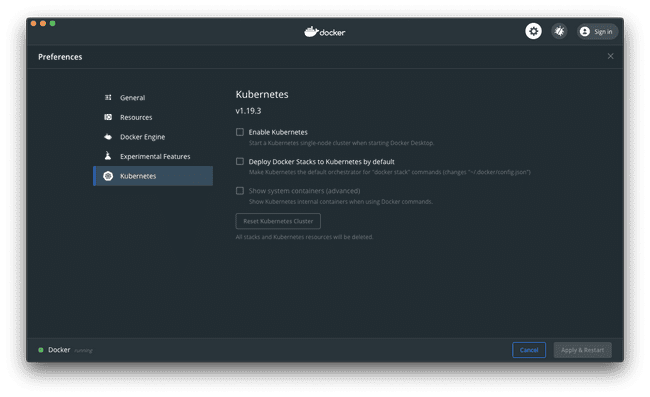 docker
Sign in
Preferences
General
Resources
Docker Engine
Experimental Features
Kubernetes
Kubernetes
v1.19.3
Enable Kubernetes
Start a Kubernetes single-node cluster when starting Docker Desktop.
Deploy Docker Stacks to Kubernetes by default
Make Kubernetes the default orchestrator for "docker stack" commands (changes "~/.docker/config.json")
Show system containers (advanced)
Show Kubernetes internal containers when using Docker commands.
Reset Kubernetes Cluster
All stacks and Kubernetes resources will be deleted.
Docker running
Cancel
Apply & Restart